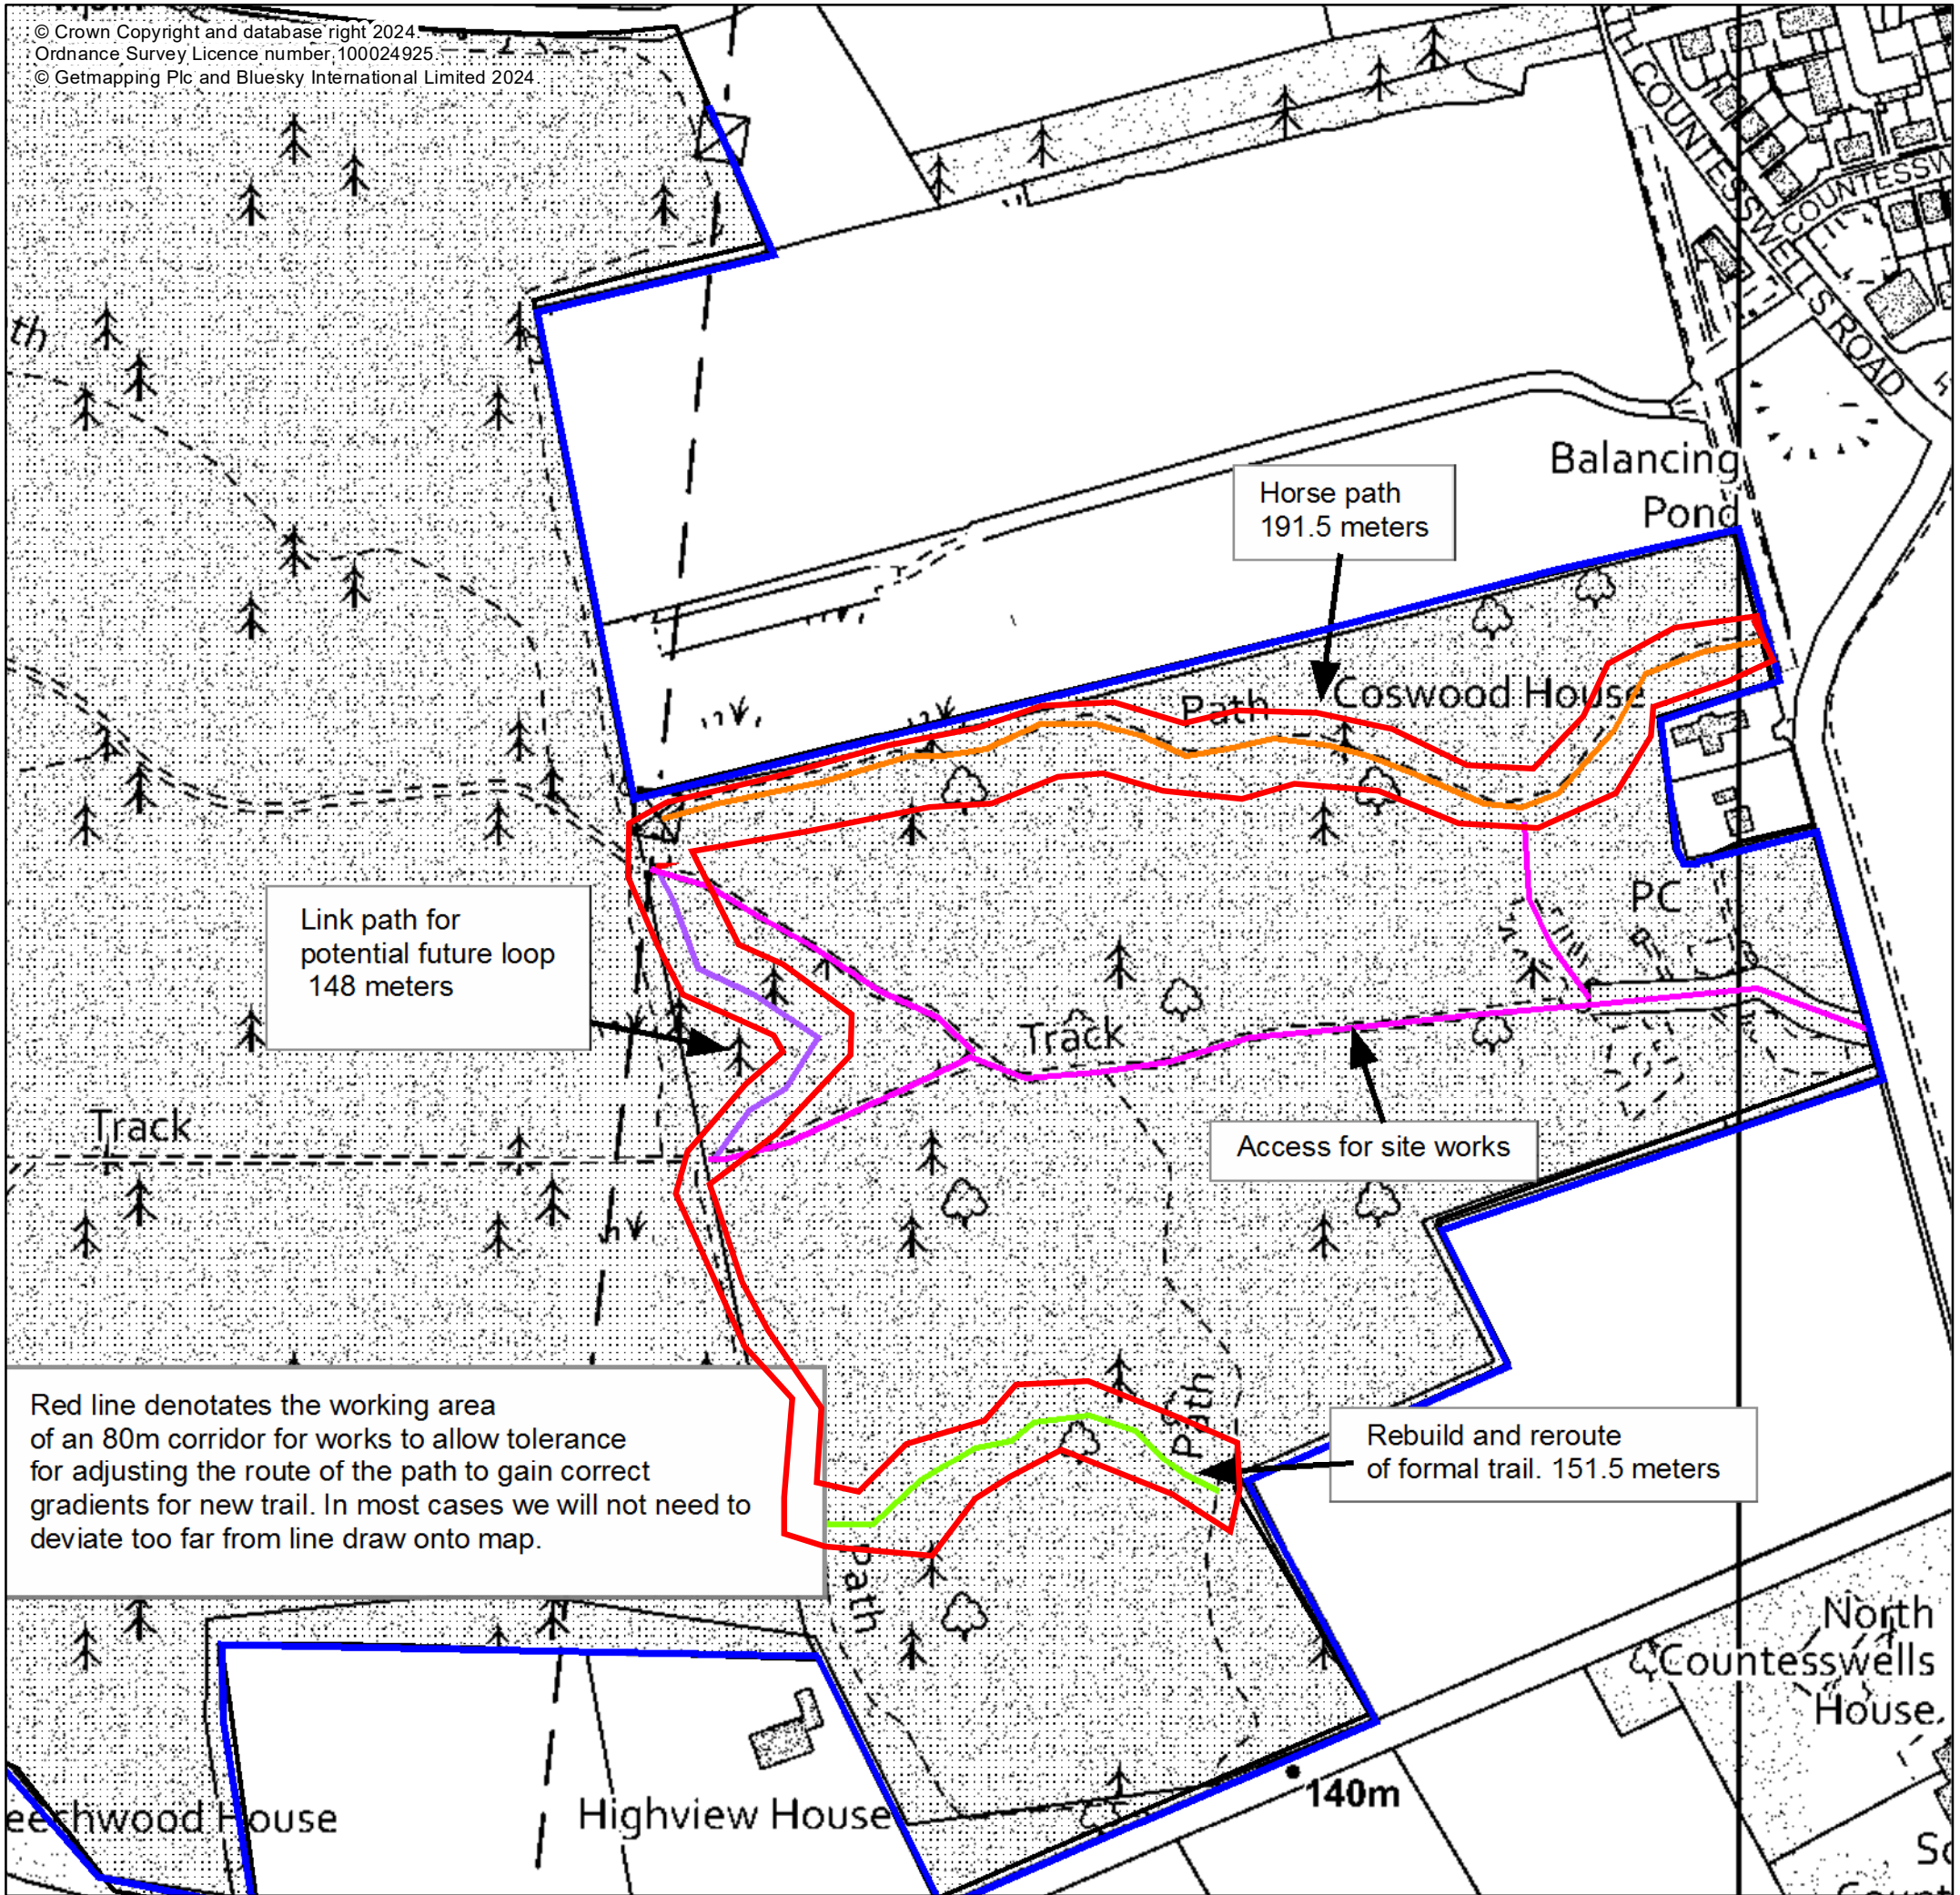 © Crown Copyright and database right 2024.
Ordnance Survey Licence number 100024925.
© Getmapping Plc and Bluesky International Limited 2024.
COUNTESSWELLS ROAD
th
Balancing
Pond
Horse path
191.5 meters
Path
Coswood House
PC
Link path for
potential future loop
148 meters
Track
Track
Access for site works
Path
Red line denotates the working area
of an 80m corridor for works to allow tolerance
for adjusting the route of the path to gain correct
gradients for new trail. In most cases we will not need to
deviate too far from line draw onto map.
Rebuild and reroute
of formal trail. 151.5 meters
Path
North
Countesswells
House
140m
eechwood House
Highview House